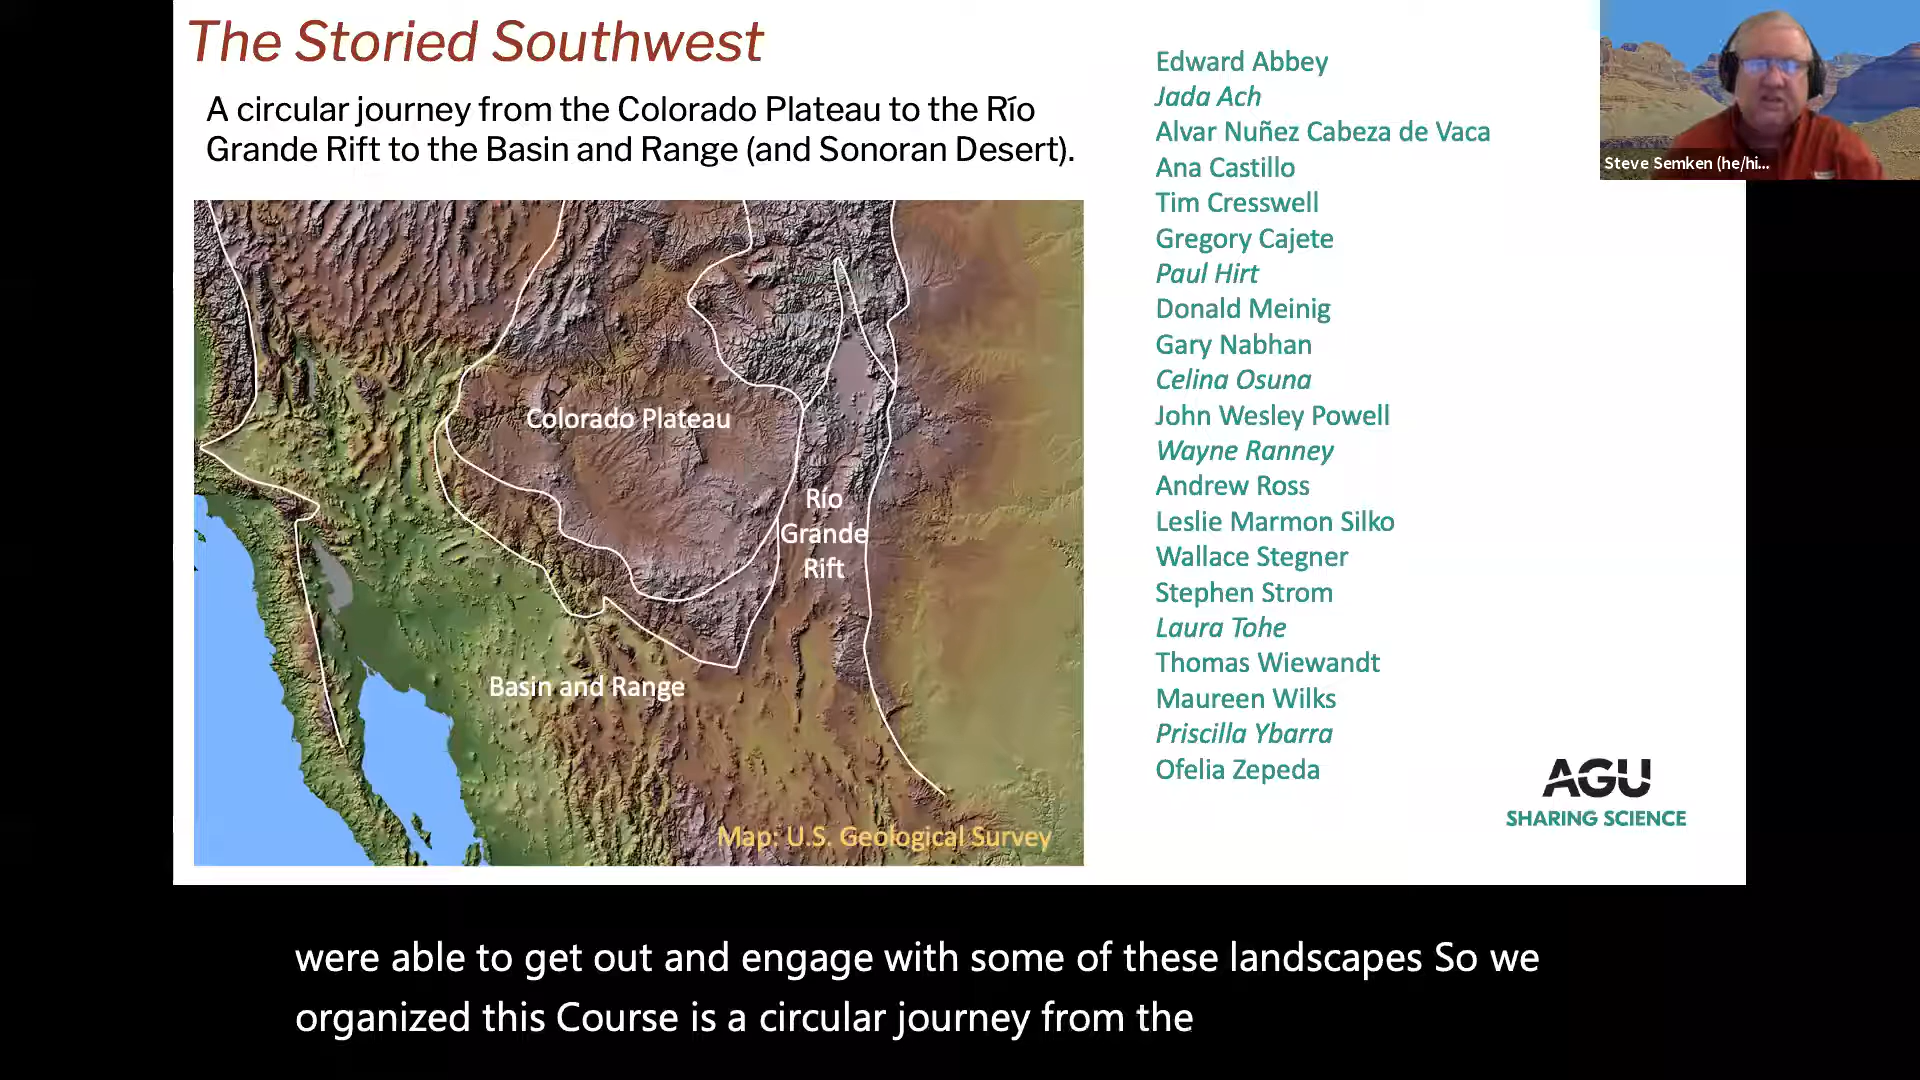 The Storied Southwest
A circular journey from the Colorado Plateau to the Río
Grande Rift to the Basin and Range (and Sonoran Desert).
Colorado Plateau
Río
Grande
Rift
Basin and Range
Map: U.S. Geological Survey
Edward Abbey
Jada Ach
Alvar Nuñez Cabeza de Vaca
Ana Castillo
Tim Cresswell
Gregory Cajete
Paul Hirt
Donald Meinig
Gary Nabhan
Celina Osuna
John Wesley Powell
Wayne Ranney
Andrew Ross
Leslie Marmon Silko
Wallace Stegner
Stephen Strom
Laura Tohe
Thomas Wiewandt
Maureen Wilks
Priscilla Ybarra
Ofelia Zepeda
AGU
SHARING SCIENCE
Steve Semken (he/hi...
were able to get out and engage with some of these landscapes So we
organized this Course is a circular journey from the